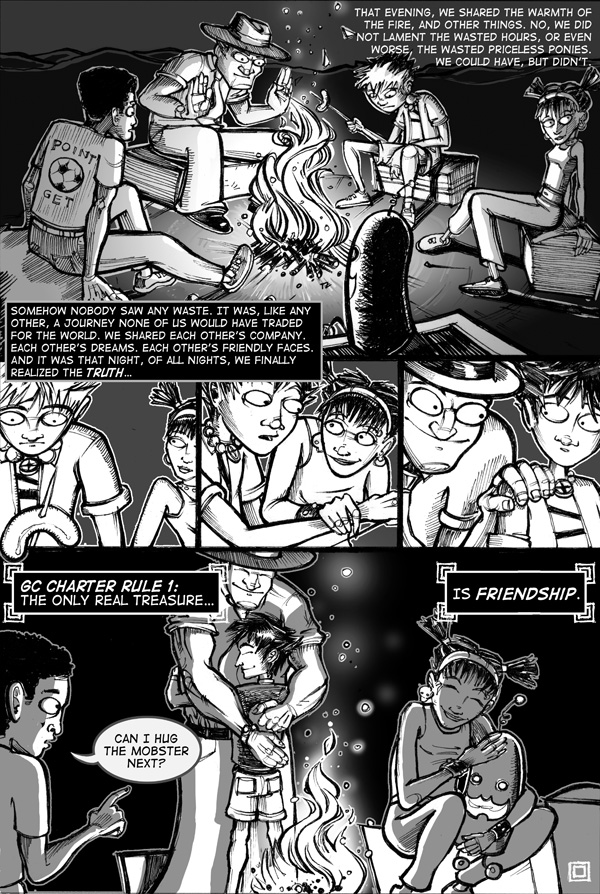 THAT EVENING, WE SHARED THE WARMTH OF
THE FIRE, AND OTHER THINGS. NO, WE DID
NOT LAMENT THE WASTED HOURS, OR EVEN
WORSE, THE WASTED PRICELESS PONIES.
WE COULD HAVE, BUT DIDN'T.
POINT!
GET
SOMEHOW NOBODY SAW ANY WASTE. IT WAS, LIKE ANY
OTHER, A JOURNEY NONE OF US WOULD HAVE TRADED
FOR THE WORLD. WE SHARED EACH OTHER'S COMPANY.
EACH OTHER'S DREAMS. EACH OTHER'S FRIENDLY FACES.
AND IT WAS THAT NIGHT, OF ALL NIGHTS, WE FINALLY
REALIZED THE TRUTH...
GC CHARTER RULE 1:
THE ONLY REAL TREASURE...
IS FRIENDSHIP.
CAN I HUG
THE MOBSTER
NEXT?